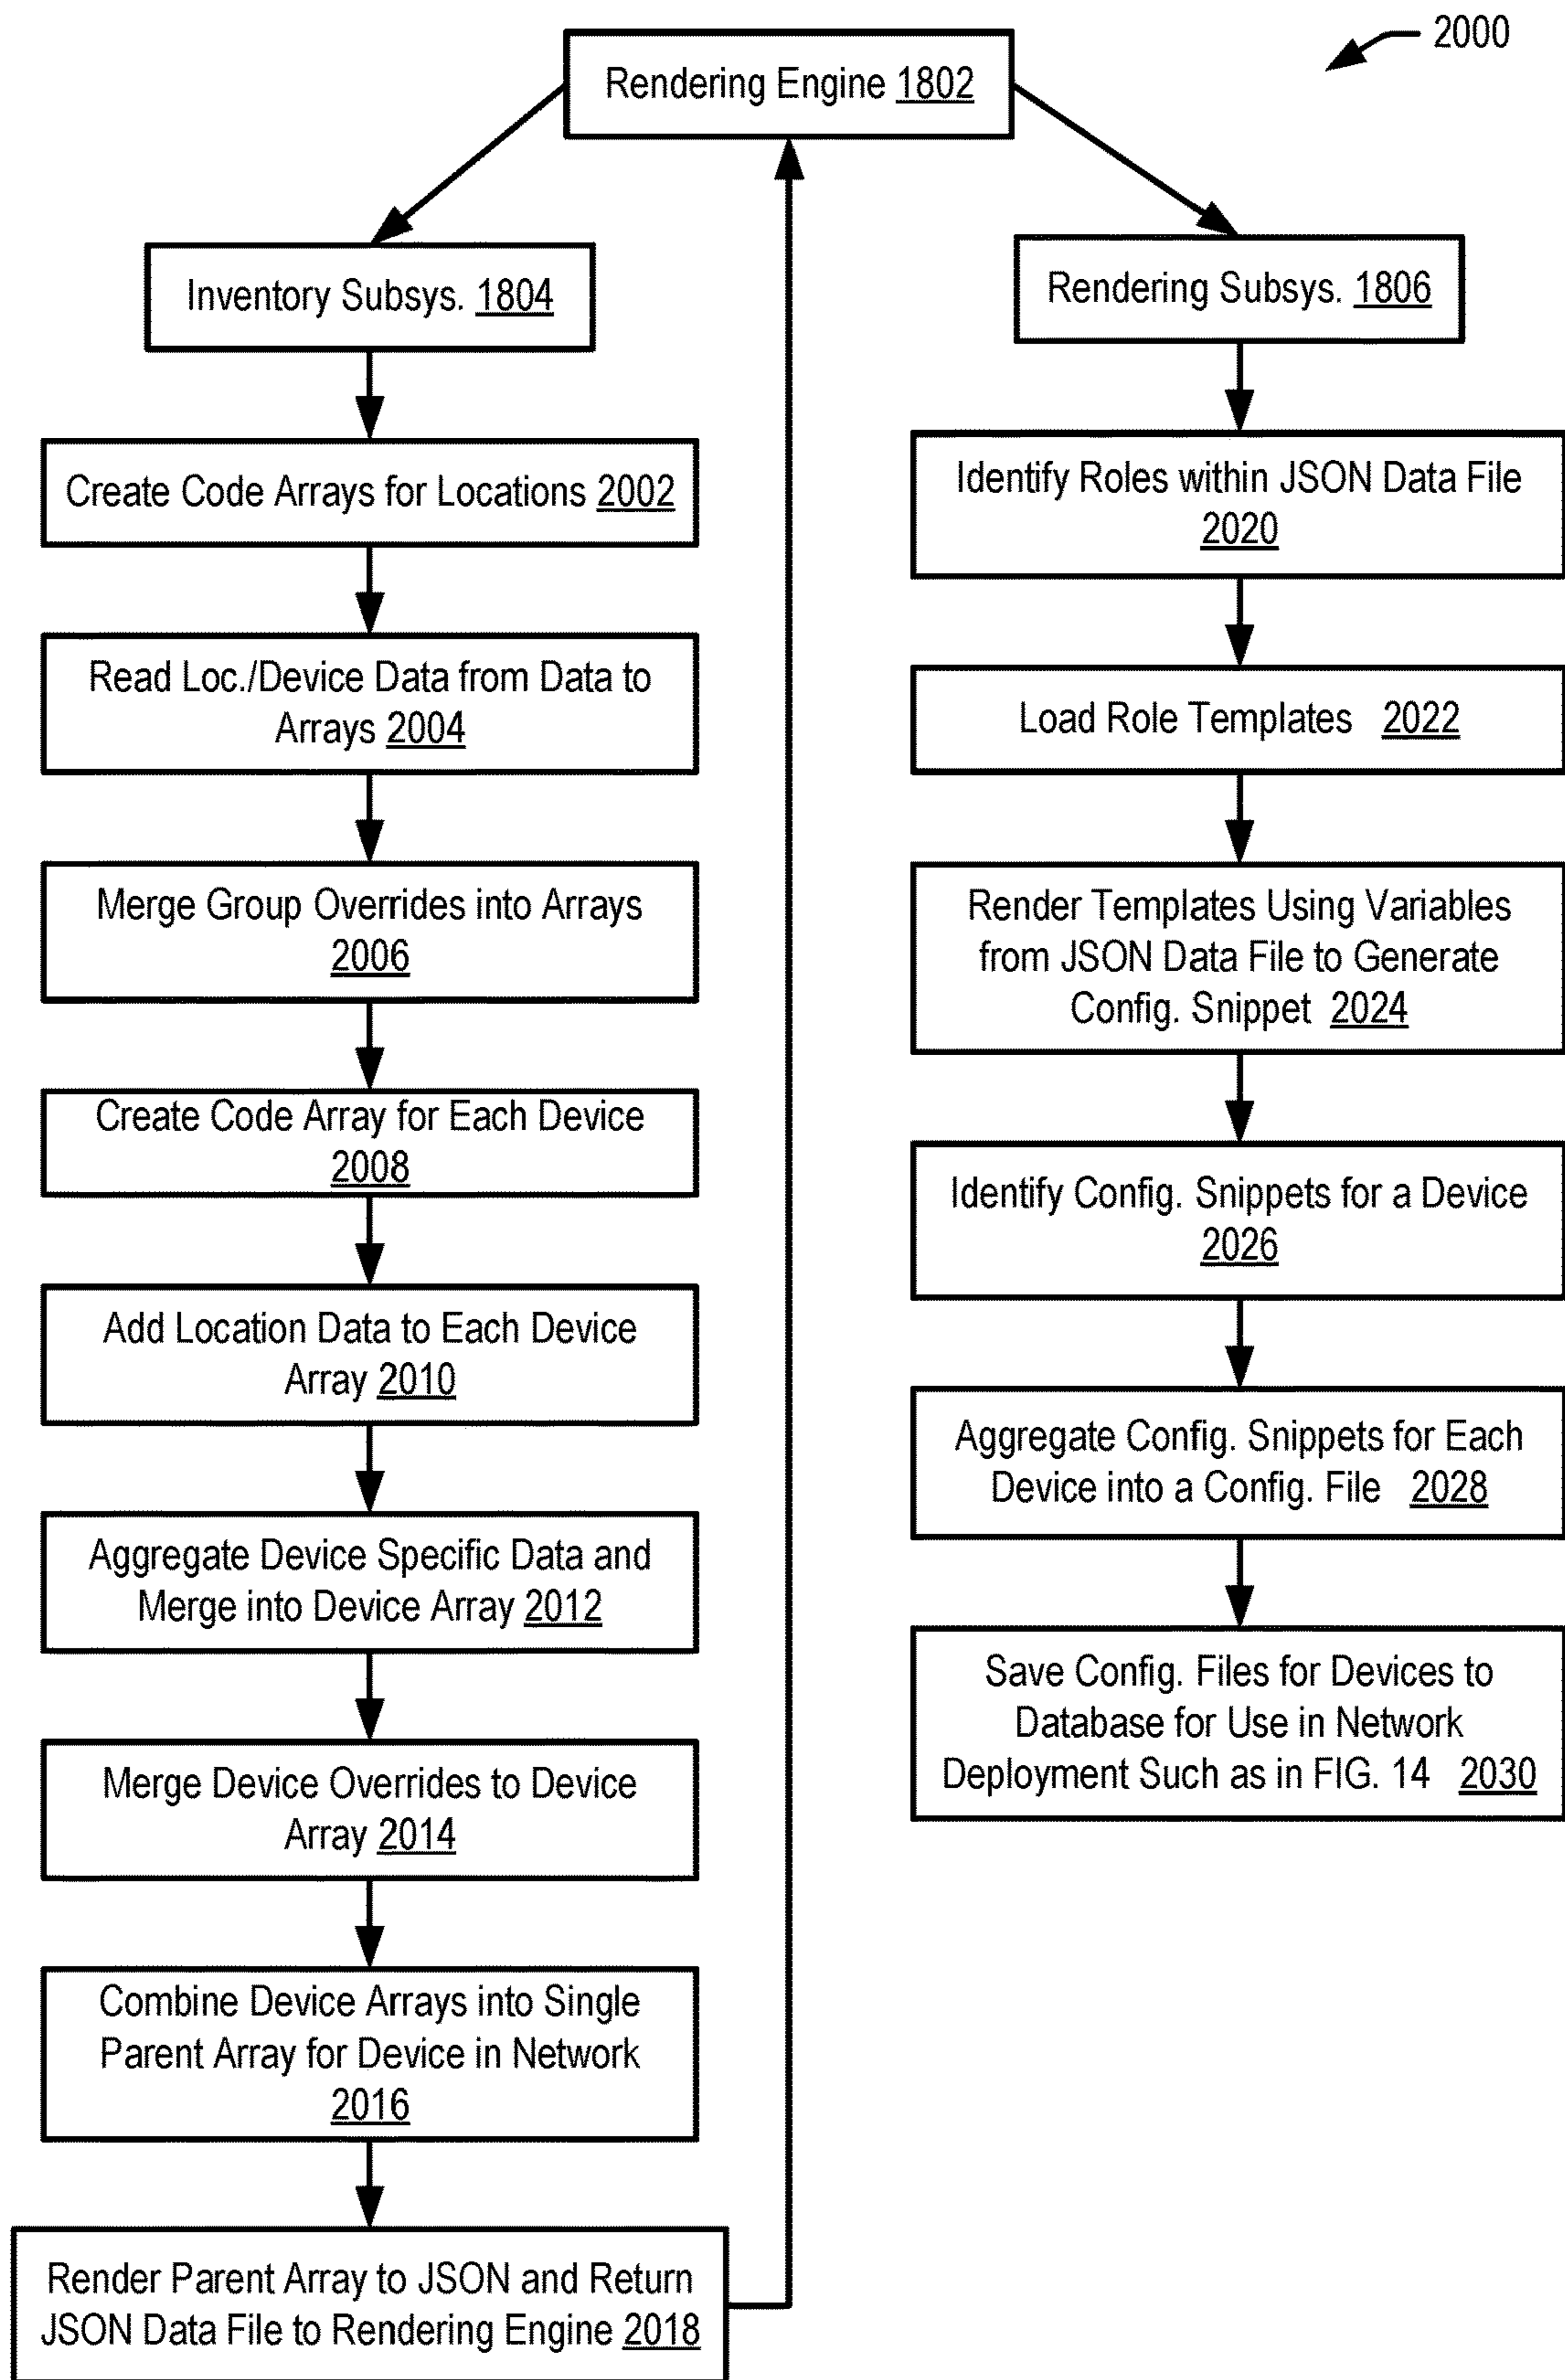 2000
Rendering Engine 1802
Inventory Subsys. 1804
Create Code Arrays for Locations 2002
Read Loc./Device Data from Data to
Arrays 2004
Merge Group Overrides into Arrays
2006
Create Code Array for Each Device
2008
Add Location Data to Each Device
Array 2010
Aggregate Device Specific Data and
Merge into Device Array 2012
Merge Device Overrides to Device
Array 2014
Combine Device Arrays into Single
Parent Array for Device in Network
2016
Render Parent Array to JSON and Return
JSON Data File to Rendering Engine 2018
Rendering Subsys. 1806
Identify Roles within JSON Data File
2020
Load Role Templates 2022
Render Templates Using Variables
from JSON Data File to Generate
Config. Snippet 2024
Identify Config. Snippets for a Device
2026
Aggregate Config. Snippets for Each
Device into a Config. File 2028
Save Config. Files for Devices to
Database for Use in Network
Deployment Such as in FIG. 14 2030